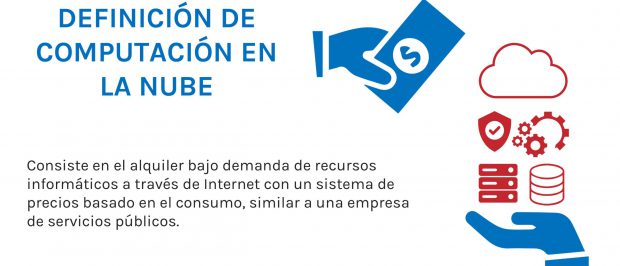 DEFINICIÓN DE
COMPUTACIÓN EN
LA NUBE
$
Consiste en el alquiler bajo demanda de recursos
informáticos a través de Internet con un sistema de
precios basado en el consumo, similar a una empresa
de servicios públicos.